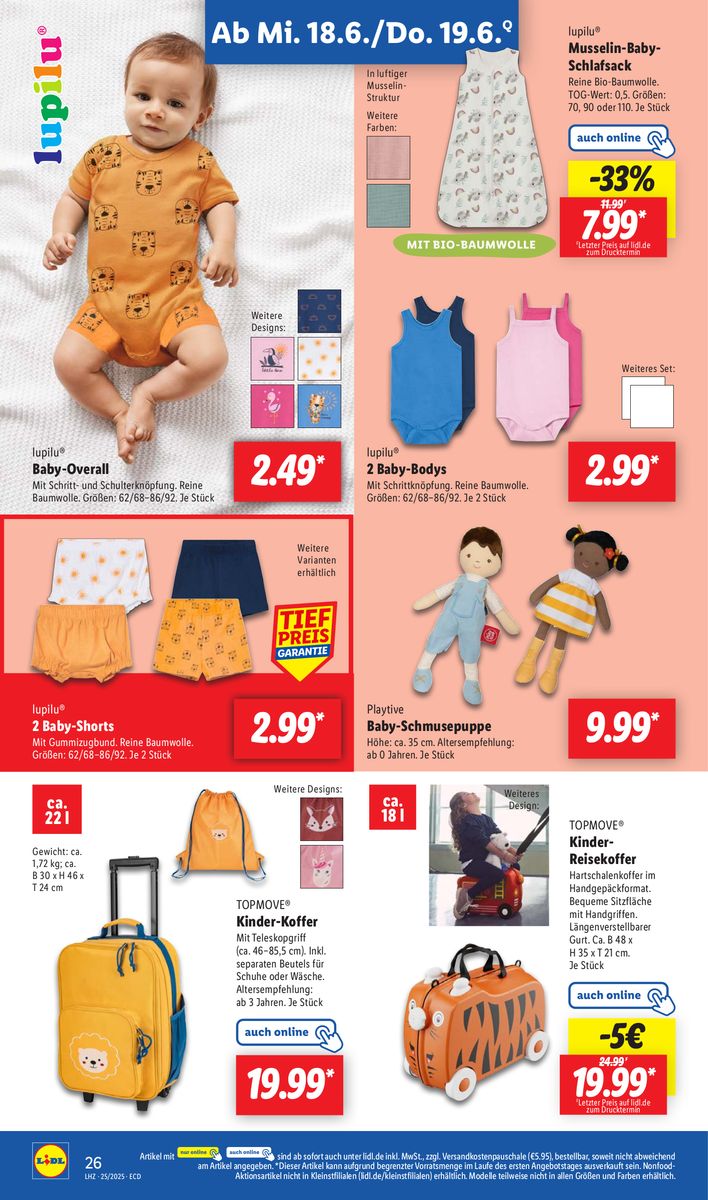 Ab Mi. 18.6./Do. 19.6.Q
lupilu®
In luftiger
Musselin-
Struktur
Weitere
Farben:
lupilu®
Musselin-Baby-
Schlafsack
Reine Bio-Baumwolle.
TOG-Wert: 0,5. Größen:
70, 90 oder 110. Je Stück
auch online
-33%
11.99¹
7.99*
¹Letzter Preis auf lidl.de
zum Drucktermin
MIT BIO-BAUMWOLLE
Weitere
Designs:
lupilu®
Baby-Overall
Mit Schritt- und Schulterknöpfung. Reine
Baumwolle. Größen: 62/68–86/92. Je Stück
2.49*
Weiteres Set:
lupilu®
2 Baby-Bodys
Mit Schrittknöpfung. Reine Baumwolle.
Größen: 62/68–86/92. Je 2 Stück
2.99*
Weitere
Varianten
erhältlich
TIEF
PREIS
GARANTIE
lupilu®
2 Baby-Shorts
Mit Gummizugbund. Reine Baumwolle.
Größen: 62/68–86/92. Je 2 Stück
2.99*
Playtive
Baby-Schmusepuppe
Höhe: ca. 35 cm. Altersempfehlung:
ab 0 Jahren. Je Stück
9.99*
ca.
22 l
Gewicht: ca.
1,72 kg; ca.
B 30 x H 46 x
T 24 cm
Weitere Designs:
TOPMOVE®
Kinder-Koffer
Mit Teleskopgriff
(ca. 46–85,5 cm). Inkl.
separaten Beutels für
Schuhe oder Wäsche.
Altersempfehlung:
ab 3 Jahren. Je Stück
auch online
19.99*
ca.
18 l
Weiteres
Design:
TOPMOVE®
Kinder-
Reisekoffer
Hartschalenkoffer im
Handgepäckformat.
Bequeme Sitzfläche
mit Handgriffen.
Längenverstellbarer
Gurt. Ca. B 48 x
H 35 x T 21 cm.
Je Stück
auch online
-5€
24.99¹
19.99*
¹Letzter Preis auf lidl.de
zum Drucktermin
LIDL
26
LHZ · 25/2025 · ECD
Artikel mit nur online auch online sind ab sofort auch unter lidl.de inkl. MwSt., zzgl. Versandkostenpauschale (€5.95), bestellbar, soweit nicht abweichend
am Artikel angegeben. *Dieser Artikel kann aufgrund begrenzter Vorratsmenge im Laufe des ersten Angebotstages ausverkauft sein. Nonfood-
Aktionsartikel nicht in Kleinstfilialen (lidl.de/kleinstfilialen) erhältlich. Modelle teilweise nicht in allen Größen und Farben erhältlich.